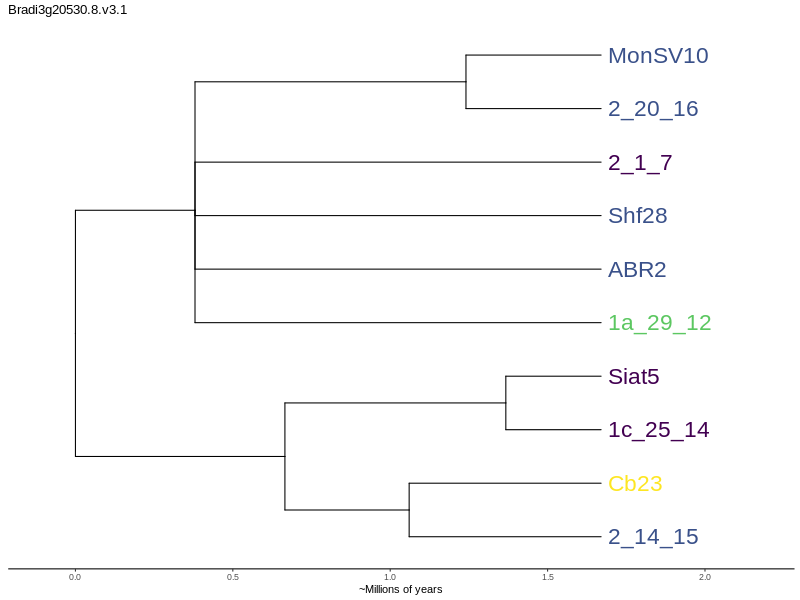 Bradi3g20530.8.v3.1
MonSV10
2_20_16
2_1_7
Shf28
ABR2
1a_29_12
Siat5
1c_25_14
Cb23
2_14_15
0.0 0.5 1.0 1.5 2.0
~Millions of years